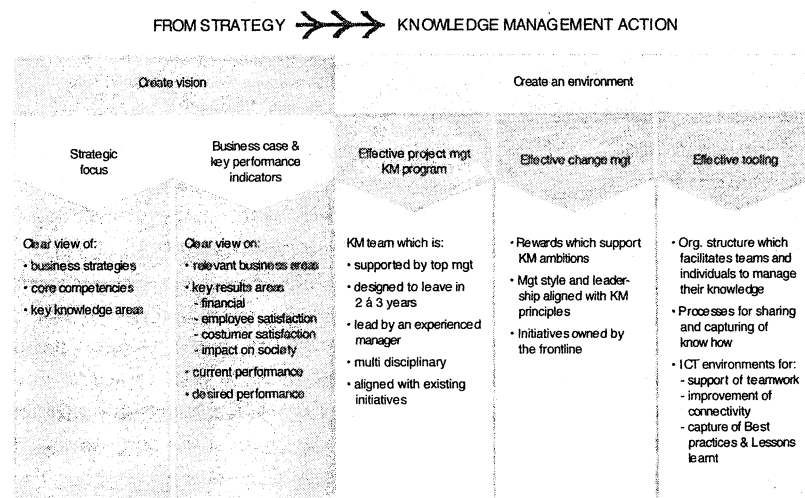 FROM STRATEGY KNOWLEDGE MANAGEMENT ACTION
Create vision
Create an environment
Strategic
focus
Business case &
key performance
indicators
Effective project mgt
KM program
Effective change mgt
Effective tooling
Clear view of:
• business strategies
• core competencies
• key knowledge areas
Clear view on:
• relevant business areas
• key results areas
- financial
- employee satisfaction
- costumer satisfaction
- impact on society
• current performance
• desired performance
KM team which is:
• supported by top mgt
• designed to leave in
2 á 3 years
• lead by an experienced
manager
• multi disciplinary
• aligned with existing
initiatives
• Rewards which support
KM ambitions
• Mgt style and leader-
ship aligned with KM
principles
• Initiatives owned by
the frontline
• Org. structure which
facilitates teams and
individuals to manage
their knowledge
• Processes for sharing
and capturing of
know how
• ICT environments for:
- support of teamwork
- improvement of
connectivity
- capture of Best
practices & Lessons
learnt